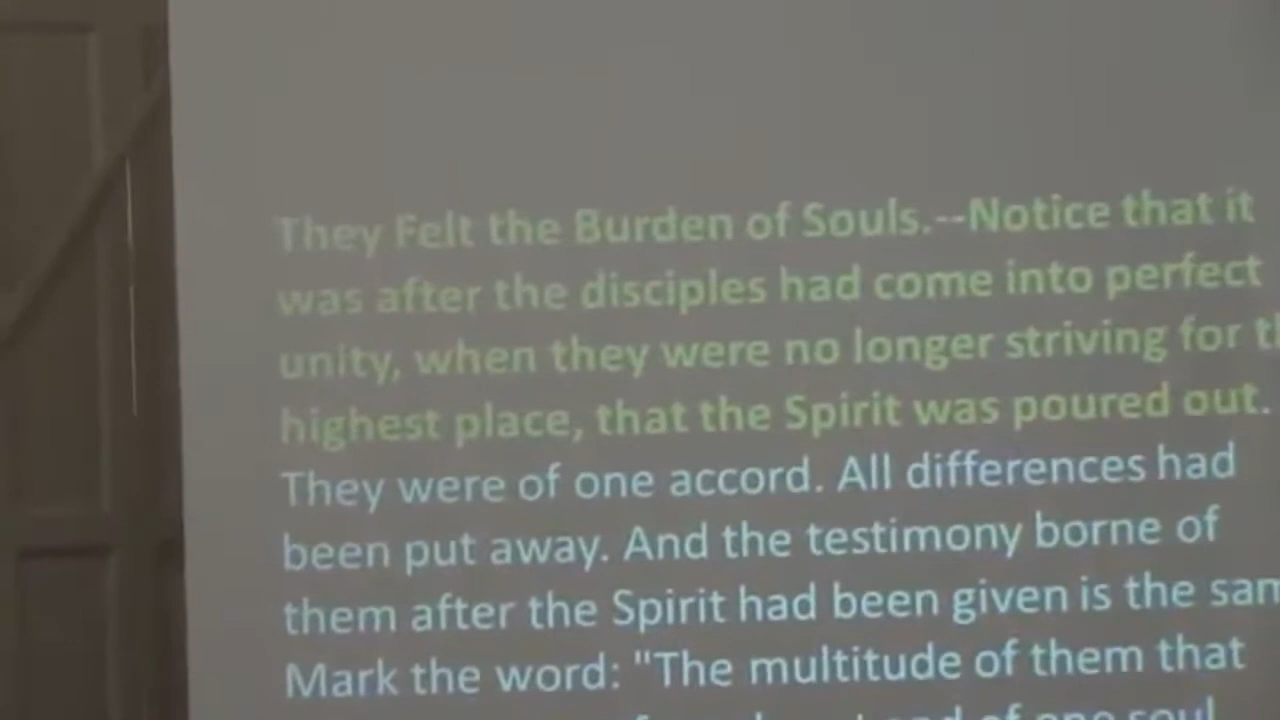 They Felt the Burden of Souls.--Notice that it
was after the disciples had come into perfect
unity, when they were no longer striving for
highest place, that the Spirit was poured out.
They were of one accord. All differences had
been put away. And the testimony borne of
them after the Spirit had been given is the
Mark the word: "The multitude of them that
of one soul